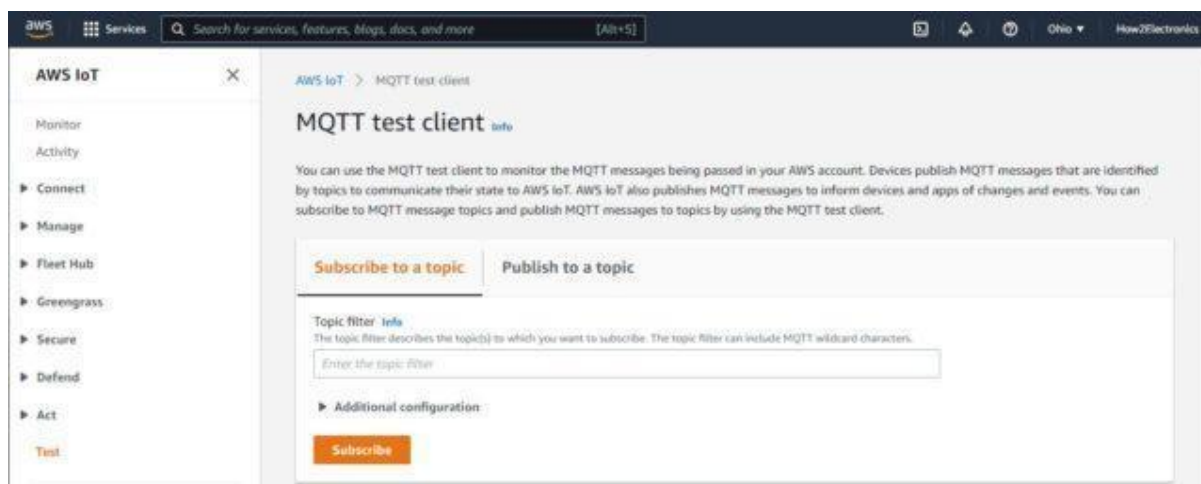 aws Services Search for services, features, blogs, docs, and more [Alt+S] Ohio How2Electronics
AWS IoT
Monitor
Activity
Connect
Manage
Fleet Hub
Greengrass
Secure
Defend
Act
Test
AWS IoT > MQTT test client
MQTT test client Info
You can use the MQTT test client to monitor the MQTT messages being passed in your AWS account. Devices publish MQTT messages that are identified
by topics to communicate their state to AWS IoT. AWS IoT also publishes MQTT messages to inform devices and apps of changes and events. You can
subscribe to MQTT message topics and publish MQTT messages to topics by using the MQTT test client.
Subscribe to a topic Publish to a topic
Topic filter Info
The topic filter describes the topic(s) to which you want to subscribe. The topic filter can include MQTT wildcard characters.
Enter the topic filter
Additional configuration
Subscribe